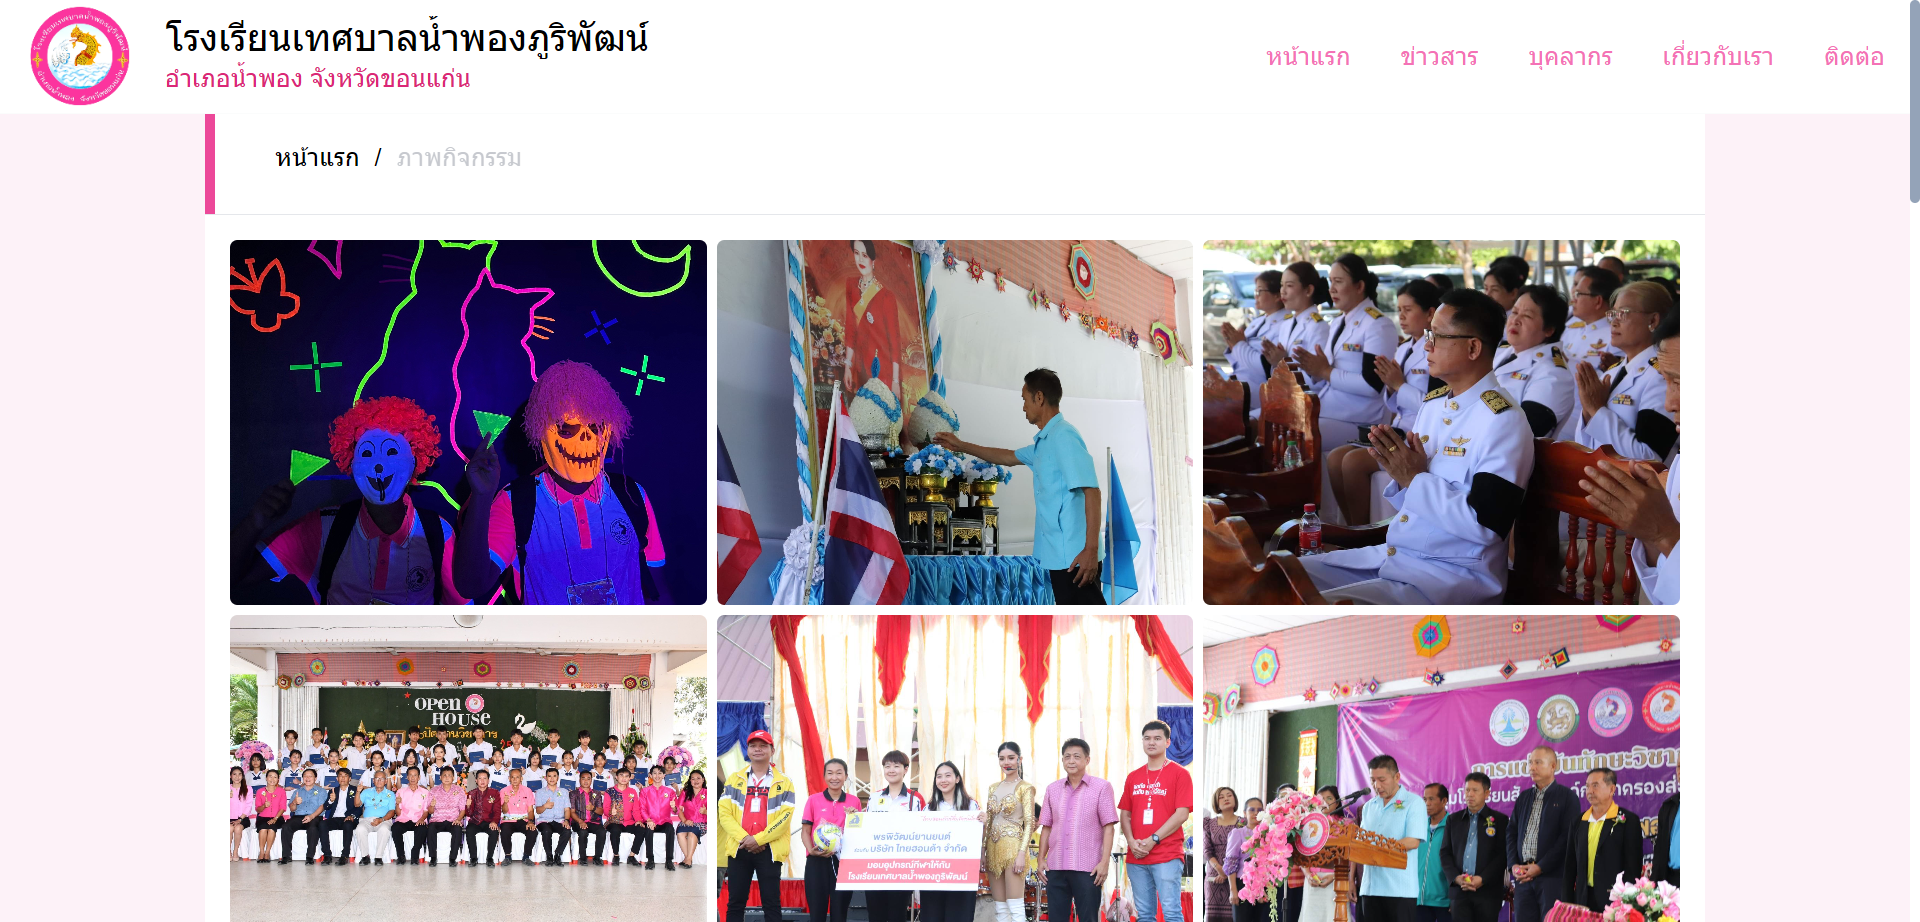 โรงเรียนเทศบาลน้ำพองภูริพัฒน์
อำเภอน้ำพอง จังหวัดขอนแก่น
หน้าแรก ข่าวสาร บุคลากร เกี่ยวกับเรา ติดต่อ
หน้าแรก / ภาพกิจกรรม
OPEN
HOUSE
พรพิวัฒน์ยานยนต์
บริษัท ไทยฮอนด้า จำกัด
มอบอุปกรณ์กีฬาให้กับ
โรงเรียนเทศบาลน้ำพองภูริพัฒน์